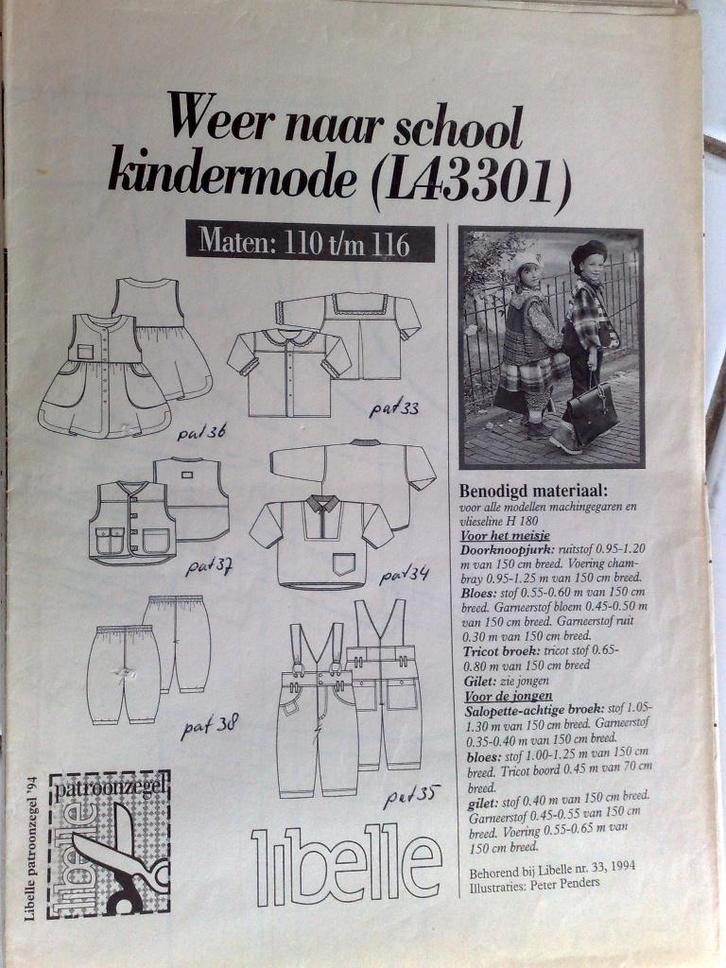 Weer naar school
kindermode (L43301)
Maten: 110 t/m 116
pat 36
pat 33
pat 37
pat 34
pat 38
pat 35
Benodigd materiaal:
voor alle modellen machingegaren en
vlieseline H 180
Voor het meisje
Doorknoopjurk: ruitstof 0.95-1.20
m van 150 cm breed. Voering cham-
bray 0.95-1.25 m van 150 cm breed.
Bloes: stof 0.55-0.60 m van 150 cm
breed. Garneerstof bloem 0.45-0.50 m
van 150 cm breed. Garneerstof ruit
0.30 m van 150 cm breed.
Tricot broek: tricot stof 0.65-
0.80 m van 150 cm breed
Gilet: zie jongen
Voor de jongen
Salopette-achtige broek: stof 1.05-
1.30 m van 150 cm breed. Garneerstof
0.35-0.40 m van 150 cm breed.
bloes: stof 1.00-1.25 m van 150 cm
breed. Tricot boord 0.45 m van 70 cm
breed.
gilet: stof 0.40 m van 150 cm breed.
Garneerstof 0.45-0.55 van 150 cm
breed. Voering 0.55-0.65 m van
150 cm breed.
Behorend bij Libelle nr. 33, 1994
Illustraties: Peter Penders
Libelle patroonzegel '94
patroonzegel
libelle
libelle